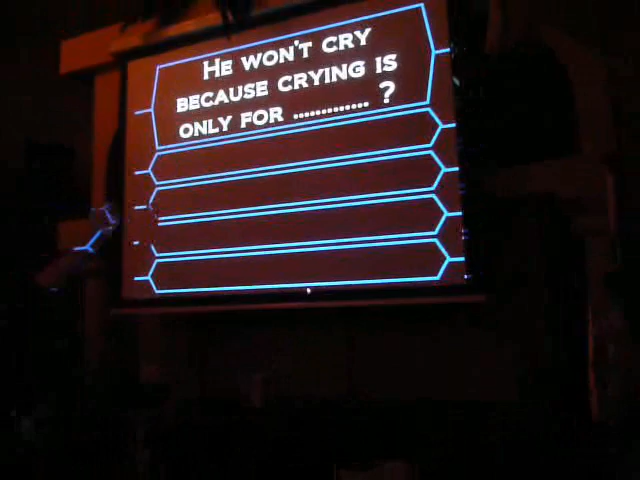 He won't cry
because crying is
only for ............. ?